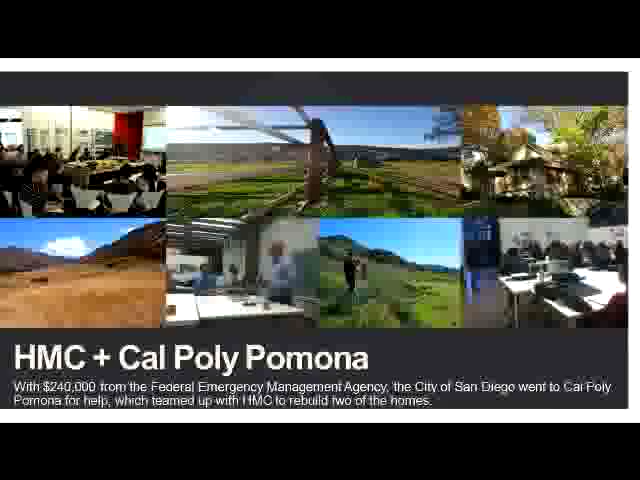 HMC + Cal Poly Pomona
With $240,000 from the Federal Emergency Management Agency, the City of San Diego went to Cal Poly
Pomona for help, which teamed up with HMC to rebuild two of the homes.